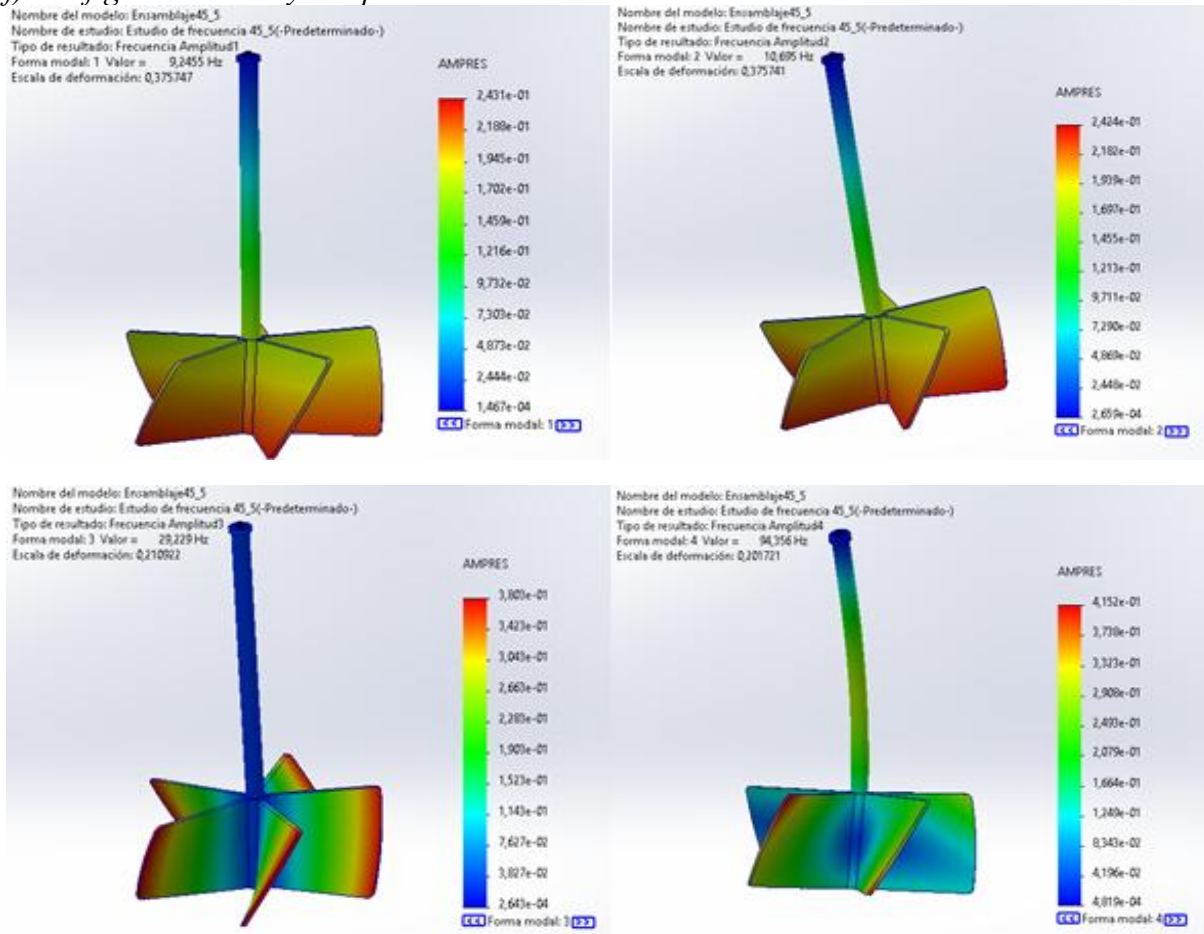 Nombre del modelo: Ensamblaje45_5
Nombre de estudio: Estudio de frecuencia 45_5(-Predeterminado-)
Tipo de resultado: Frecuencia Amplitud1
Forma modal: 1 Valor = 9,2455 Hz
Escala de deformación: 0,375747
AMPRES
2,431e-01
2,188e-01
1,945e-01
1,702e-01
1,459e-01
1,216e-01
9,732e-02
7,303e-02
4,873e-02
2,444e-02
1,467e-04
<< Forma modal: 1 >>
Nombre del modelo: Ensamblaje45_5
Nombre de estudio: Estudio de frecuencia 45_5(-Predeterminado-)
Tipo de resultado: Frecuencia Amplitud2
Forma modal: 2 Valor = 10,695 Hz
Escala de deformación: 0,375741
AMPRES
2,424e-01
2,182e-01
1,939e-01
1,697e-01
1,455e-01
1,213e-01
9,711e-02
7,290e-02
4,869e-02
2,448e-02
2,659e-04
<< Forma modal: 2 >>
Nombre del modelo: Ensamblaje45_5
Nombre de estudio: Estudio de frecuencia 45_5(-Predeterminado-)
Tipo de resultado: Frecuencia Amplitud3
Forma modal: 3 Valor = 29,229 Hz
Escala de deformación: 0,210922
AMPRES
3,803e-01
3,423e-01
3,043e-01
2,663e-01
2,283e-01
1,903e-01
1,523e-01
1,143e-01
7,627e-02
3,827e-02
2,643e-04
<< Forma modal: 3 >>
Nombre del modelo: Ensamblaje45_5
Nombre de estudio: Estudio de frecuencia 45_5(-Predeterminado-)
Tipo de resultado: Frecuencia Amplitud4
Forma modal: 4 Valor = 94,356 Hz
Escala de deformación: 0,201721
AMPRES
4,152e-01
3,738e-01
3,323e-01
2,908e-01
2,493e-01
2,079e-01
1,664e-01
1,249e-01
8,343e-02
4,196e-02
4,819e-04
<< Forma modal: 4 >>